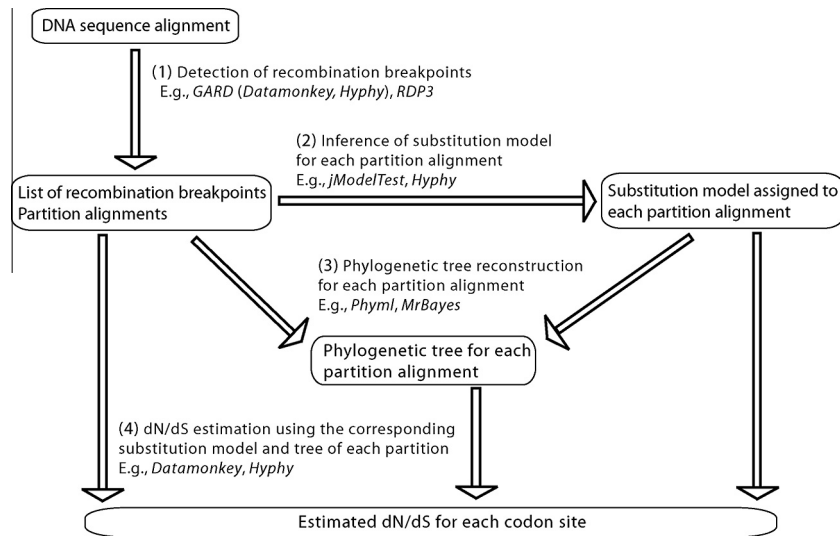 DNA sequence alignment
(1) Detection of recombination breakpoints
E.g., GARD (Datamonkey, Hyphy), RDP3
(2) Inference of substitution model
for each partition alignment
E.g., jModelTest, Hyphy
List of recombination breakpoints
Partition alignments
Substitution model assigned to
each partition alignment
(3) Phylogenetic tree reconstruction
for each partition alignment
E.g., Phyml, MrBayes
Phylogenetic tree for each
partition alignment
(4) dN/dS estimation using the corresponding
substitution model and tree of each partition
E.g., Datamonkey, Hyphy
Estimated dN/dS for each codon site